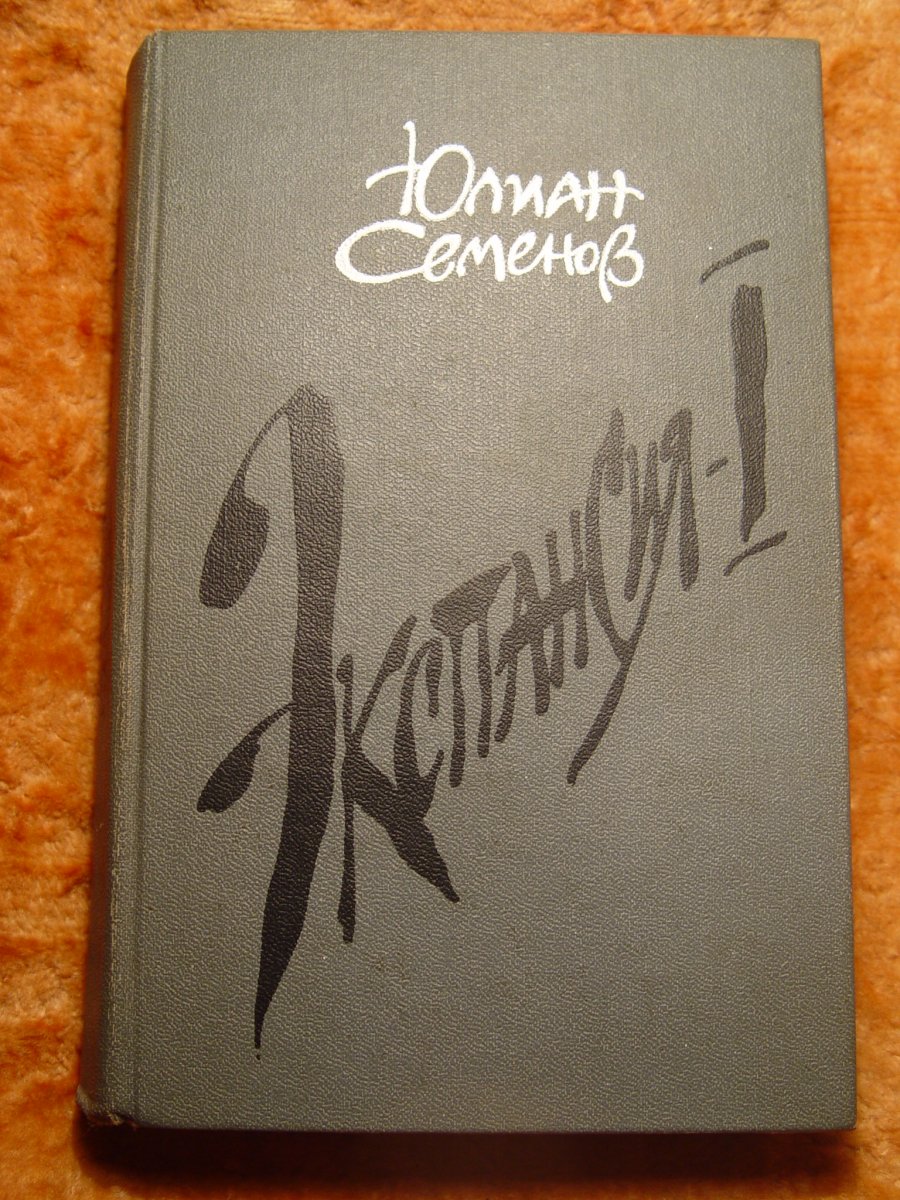 Юлиан
Семенов
Экспансия-I